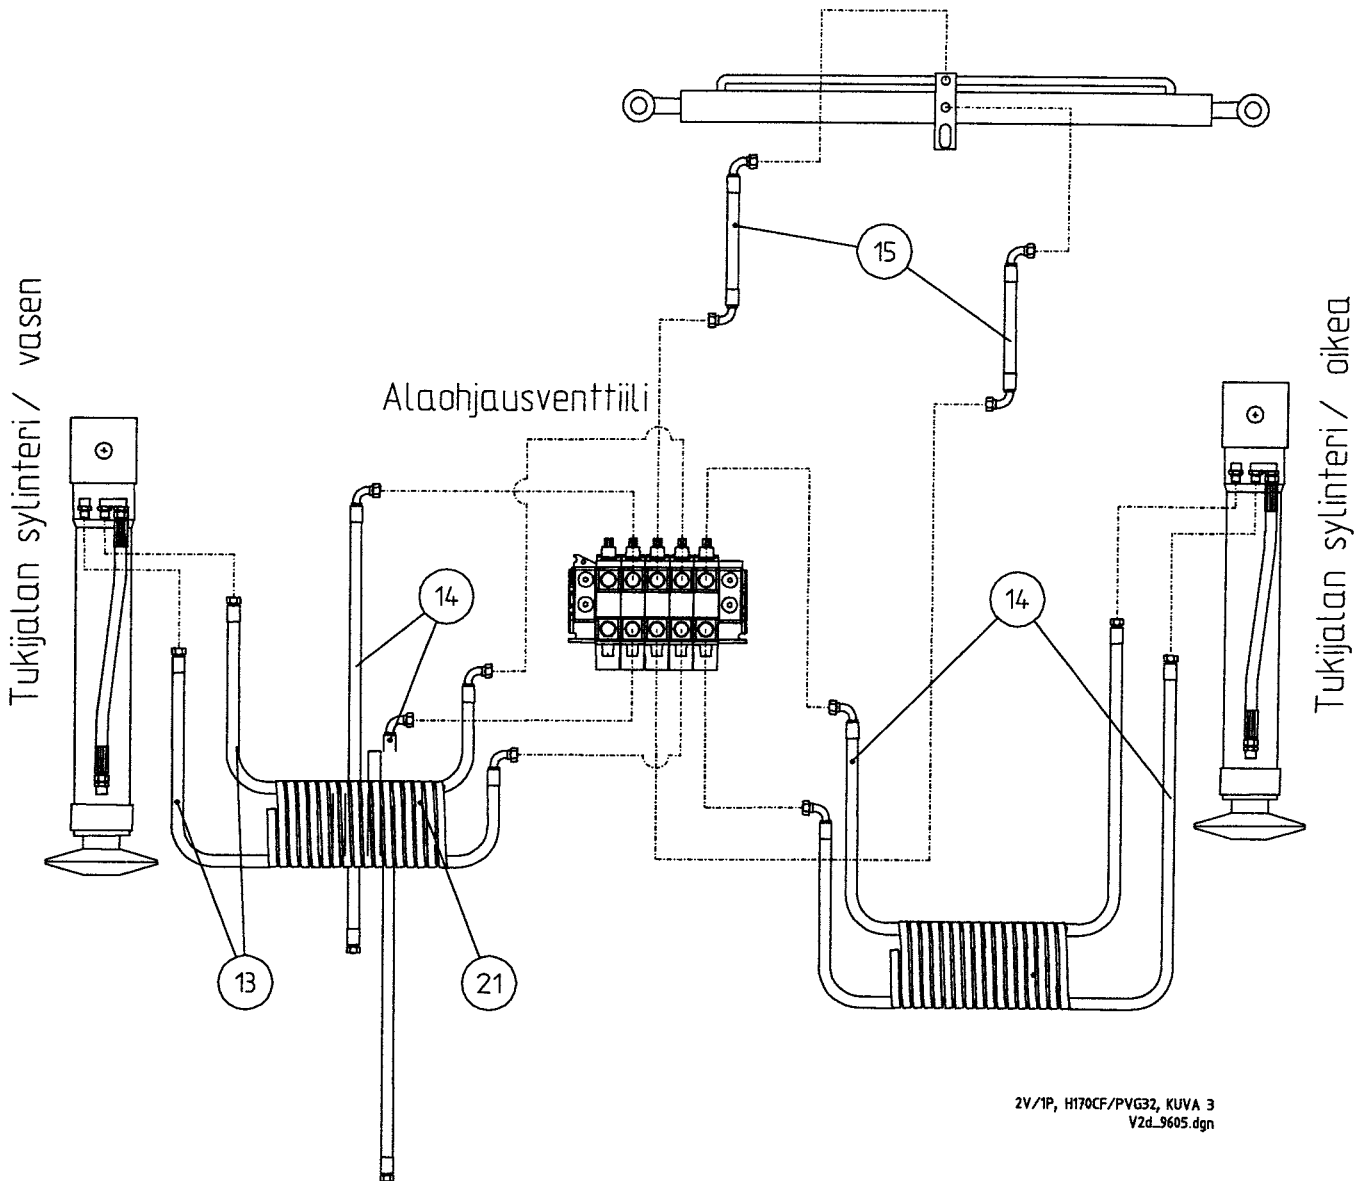 15
Tukijalan sylinteri / vasen
Alaohjausventtiili
Tukijalan sylinteri / oikea
14
14
13
21
2V/1P, H170CF/PVG32, KUVA 3
V2d_9605.dgn